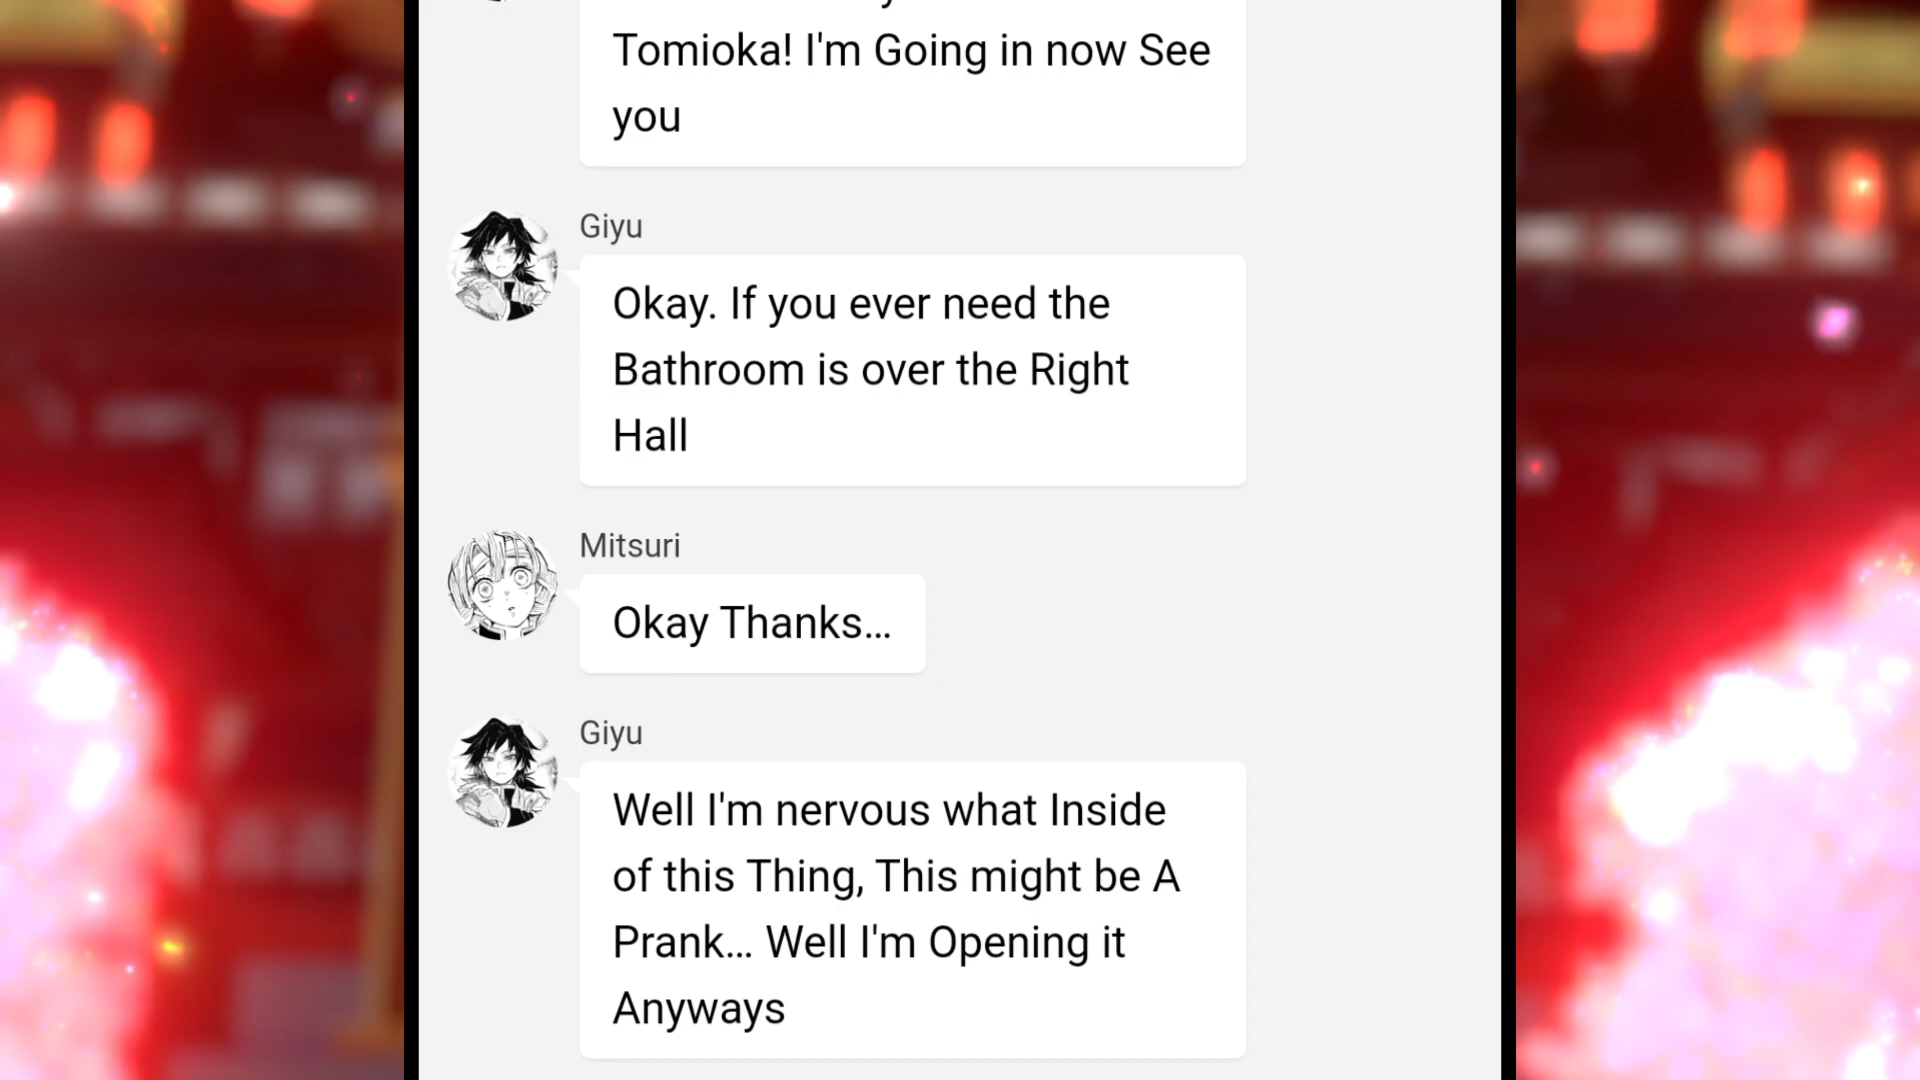 Tomioka! I'm Going in now See
you
Giyu
Okay. If you ever need the
Bathroom is over the Right
Hall
Mitsuri
Okay Thanks...
Giyu
Well I'm nervous what Inside
of this Thing, This might be A
Prank... Well I'm Opening it
Anyways